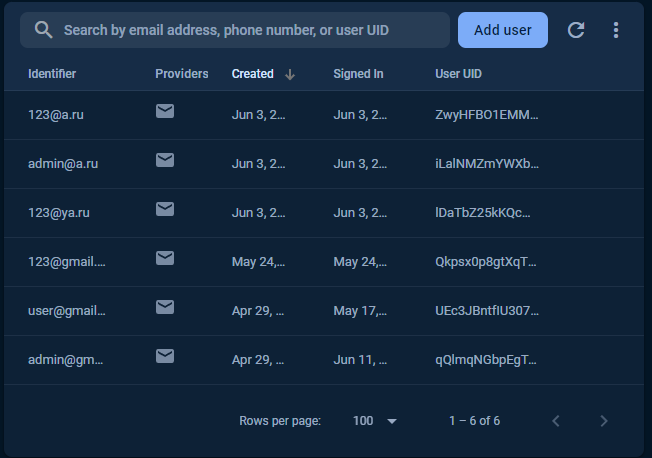 Search by email address, phone number, or user UID Add user
Identifier Providers Created Signed In User UID
123@a.ru Jun 3, 2... Jun 3, 2... ZwyHFBO1EMM...
admin@a.ru Jun 3, 2... Jun 3, 2... iLalNMZmYWXb...
123@ya.ru Jun 3, 2... Jun 3, 2... lDaTbZ25kKQc...
123@gmail.... May 24,... May 24,... Qkpsx0p8gtXqT...
user@gmail... Apr 29, ... May 17,... UEc3JBntfIU307...
admin@gm... Apr 29, ... Jun 11, ... qQlmqNGbpEgT...
Rows per page: 100 1 – 6 of 6